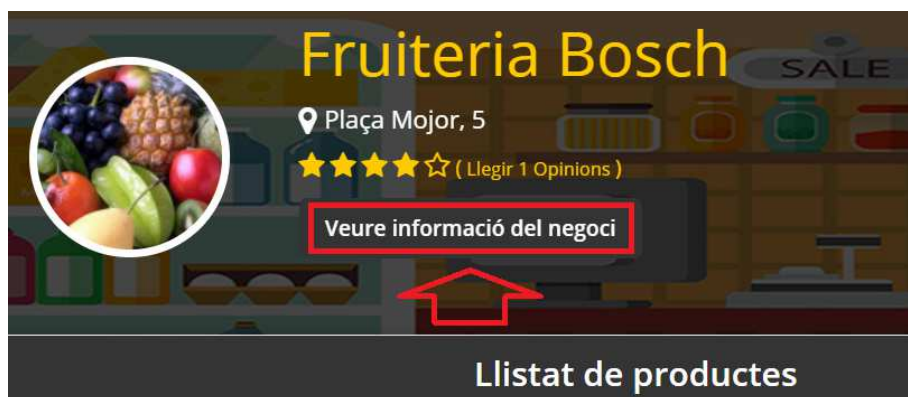 Fruiteria Bosch
SALE
Plaça Mojor, 5
( Llegir 1 Opinions )
Veure informació del negoci
Llistat de productes